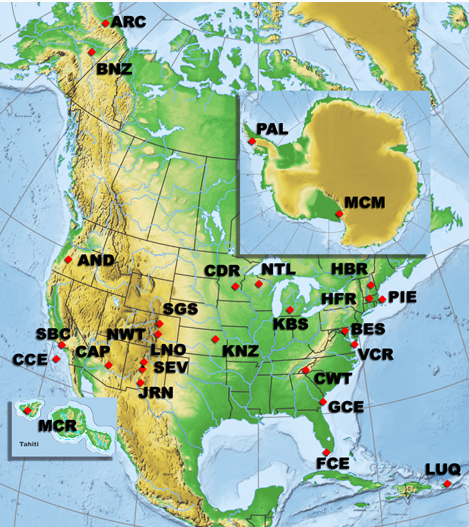 ARC
BNZ
PAL
MCM
AND
CDR
NTL
HBR
HFR
PIE
SGS
KBS
SBC
NWT
BES
CCE
CAP
LNO
KNZ
VCR
SEV
CWT
JRN
GCE
MCR
Tahiti
FCE
LUQ